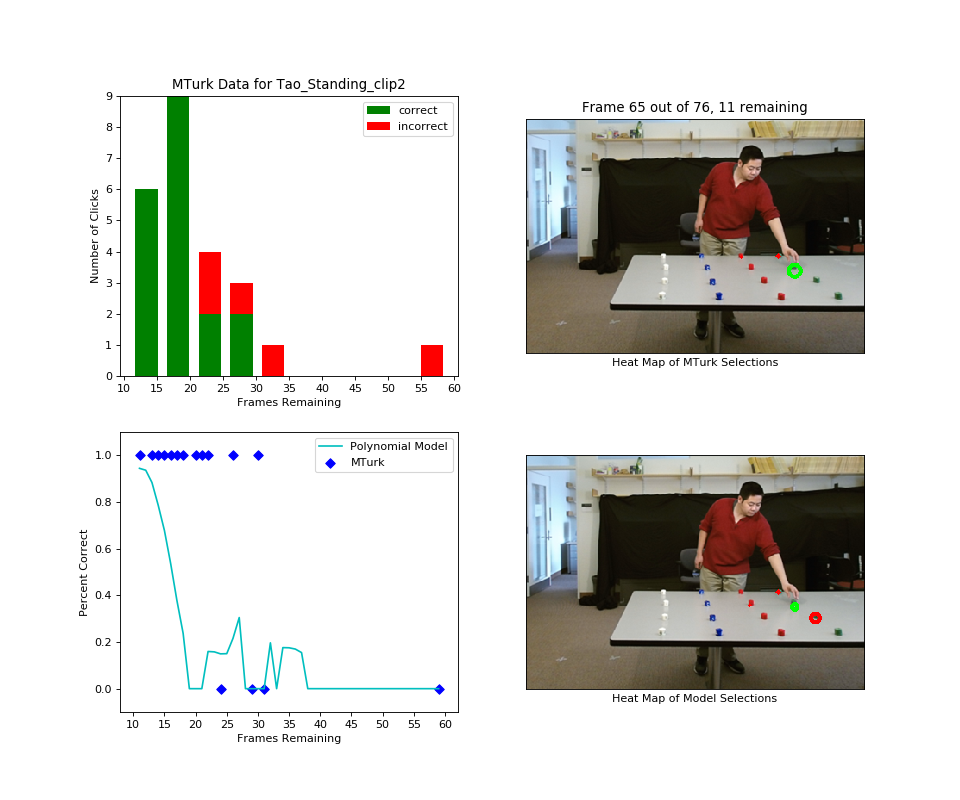 MTurk Data for Tao_Standing_clip2
9
8
7
6
5
4
3
2
1
0
Number of Clicks
correct
incorrect
10 15 20 25 30 35 40 45 50 55 60
Frames Remaining
Frame 65 out of 76, 11 remaining
Heat Map of MTurk Selections
1.0
0.8
0.6
0.4
0.2
0.0
Percent Correct
Polynomial Model
MTurk
10 15 20 25 30 35 40 45 50 55 60
Frames Remaining
Heat Map of Model Selections